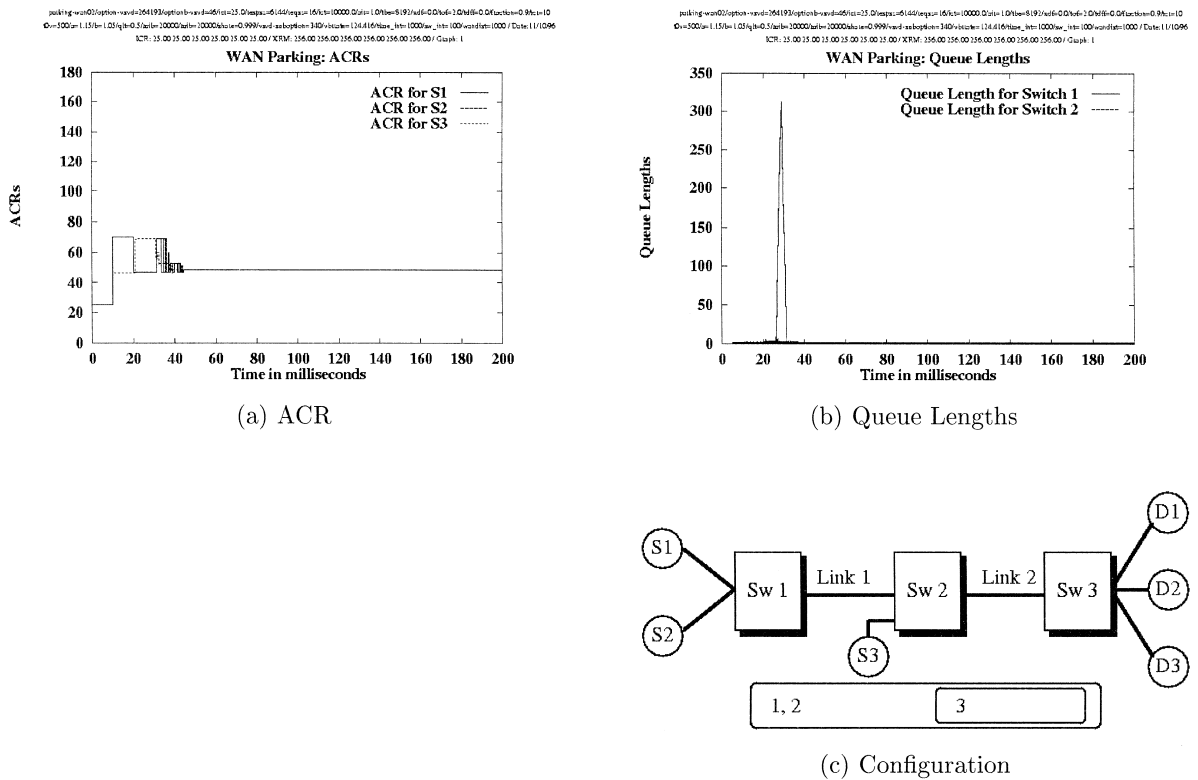 WAN Parking: ACRs
ACR for S1
ACR for S2
ACR for S3
ACRs
180
160
140
120
100
80
60
40
20
0
0 20 40 60 80 100 120 140 160 180 200
Time in milliseconds
(a) ACR
WAN Parking: Queue Lengths
Queue Length for Switch 1
Queue Length for Switch 2
Queue Lengths
350
300
250
200
150
100
50
0
0 20 40 60 80 100 120 140 160 180 200
Time in milliseconds
(b) Queue Lengths
S1
S2
Sw 1
Link 1
Sw 2
Link 2
Sw 3
S3
D1
D2
D3
1, 2
3
(c) Configuration